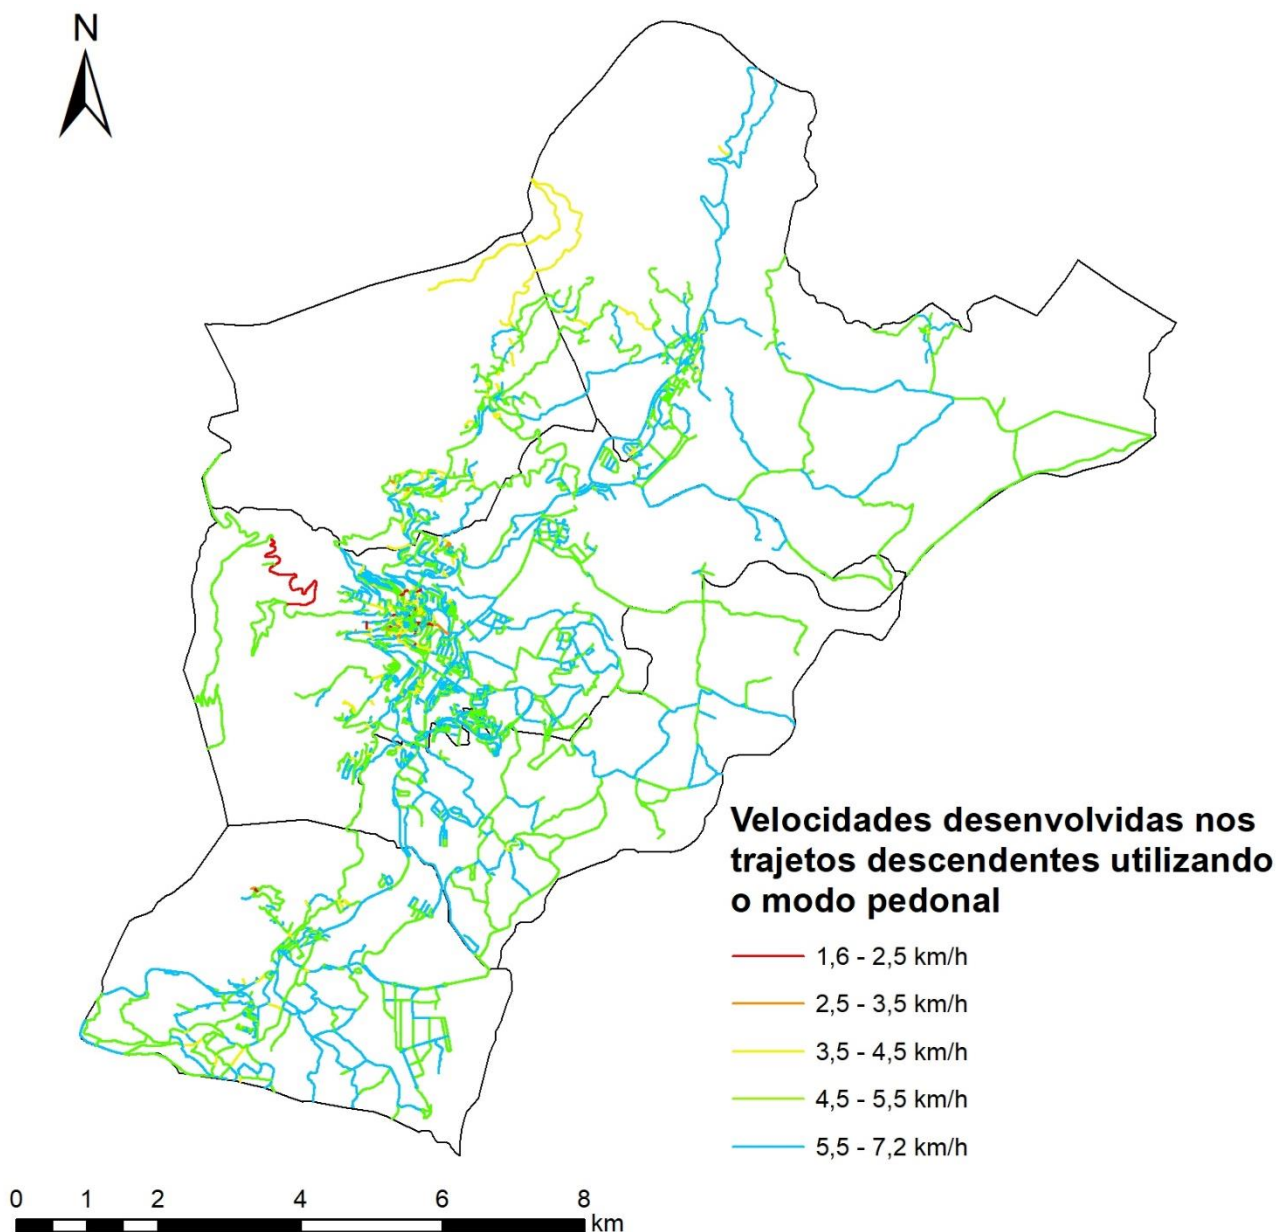 N
Velocidades desenvolvidas nos
trajetos descendentes utilizando
o modo pedonal
1,6 - 2,5 km/h
2,5 - 3,5 km/h
3,5 - 4,5 km/h
4,5 - 5,5 km/h
5,5 - 7,2 km/h
0 1 2 4 6 8
km